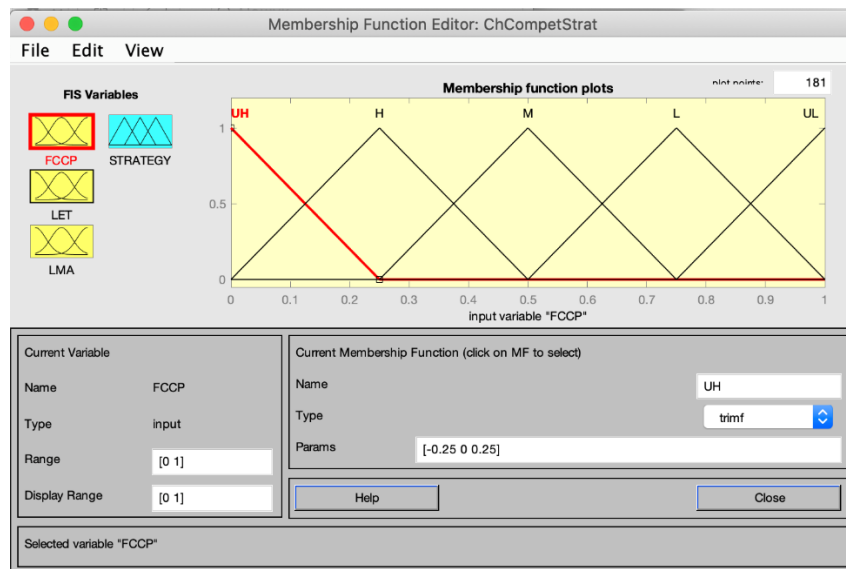 Membership Function Editor: ChCompetStrat
File Edit View
FIS Variables
FCCP
STRATEGY
LET
LMA
Membership function plots
plot points:
181
UH
H
M
L
UL
1
0.5
0
0 0.1 0.2 0.3 0.4 0.5 0.6 0.7 0.8 0.9 1
input variable "FCCP"
Current Variable
Name FCCP
Type input
Range [0 1]
Display Range [0 1]
Current Membership Function (click on MF to select)
Name UH
Type trimf
Params [-0.25 0 0.25]
Help
Close
Selected variable "FCCP"